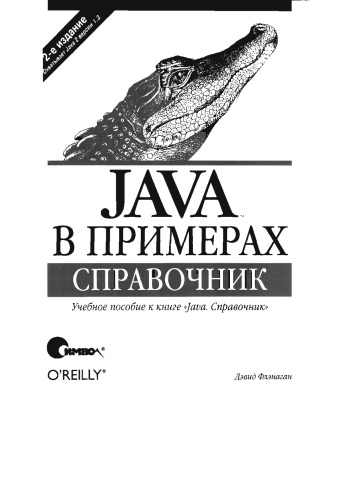 2-е издание
Охватывает Java 2 версии 1.3
JAVA™
В ПРИМЕРАХ
СПРАВОЧНИК
Учебное пособие к книге «Java. Справочник»
СИМВОЛ®
O'REILLY®
Дэвид Флэнаган